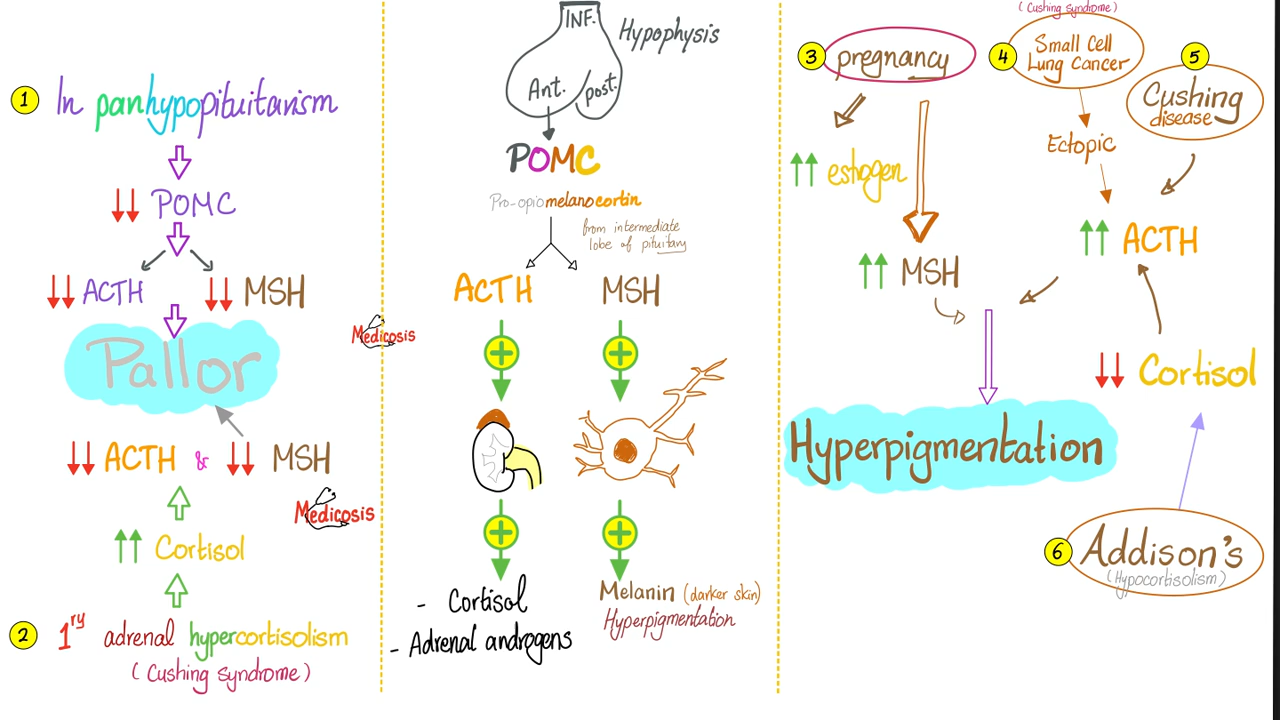 1 In panhypopituitarism
↓↓ POMC
↓↓ ACTH ↓↓ MSH
Pallor
↓↓ ACTH & ↓↓ MSH
↑↑ Cortisol
2 1ry adrenal hypercortisolism
(Cushing syndrome)
Medicosis
Medicosis
INF.
Hypophysis
Ant. post.
POMC
Pro-opiomelanocortin
from intermediate
lobe of pituitary
ACTH MSH
+ +
+ +
- Cortisol
- Adrenal androgens
Melanin (darker skin)
Hyperpigmentation
3 pregnancy
↑↑ estrogen
↑↑ MSH
(Cushing syndrome)
4 Small Cell
Lung Cancer
Ectopic
5 Cushing
disease
↑↑ ACTH
↓↓ Cortisol
Hyperpigmentation
6 Addison's
(Hypocortisolism)